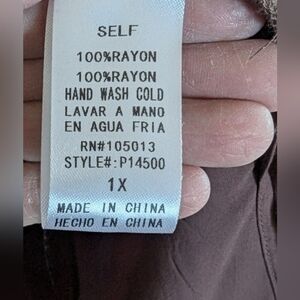 SELF
100%RAYON
100%RAYON
HAND WASH COLD
LAVAR A MANO
EN AGUA FRIA
RN#105013
STYLE#:P14500
1X
MADE IN CHINA
HECHO EN CHINA